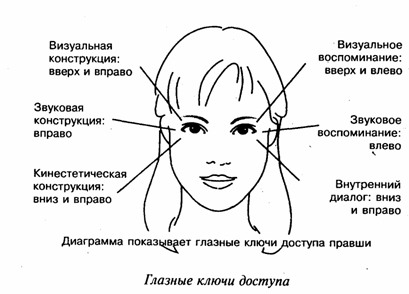 Визуальная
конструкция:
вверх и вправо
Визуальное
воспоминание:
вверх и влево
Звуковая
конструкция:
вправо
Звуковое
воспоминание:
влево
Кинестетическая
конструкция:
вниз и вправо
Внутренний
диалог: вниз
и вправо
Диаграмма показывает глазные ключи доступа правши
Глазные ключи доступа